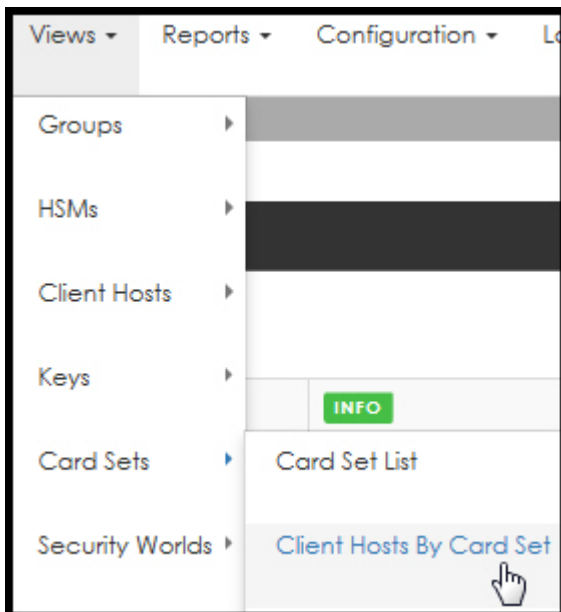 Views Reports Configuration
Groups
HSMs
Client Hosts
Keys
INFO
Card Sets
Card Set List
Security Worlds
Client Hosts By Card Set